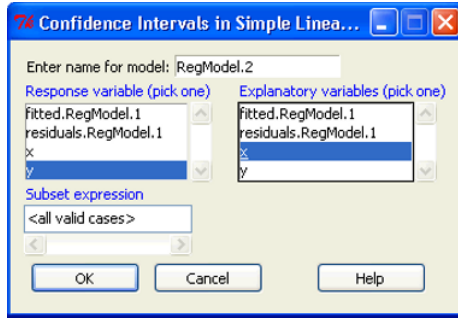 Confidence Intervals in Simple Linea...
Enter name for model: RegModel.2
Response variable (pick one) Explanatory variables (pick one)
fitted.RegModel.1 fitted.RegModel.1
residuals.RegModel.1 residuals.RegModel.1
x x
y y
Subset expression
<all valid cases>
OK Cancel Help